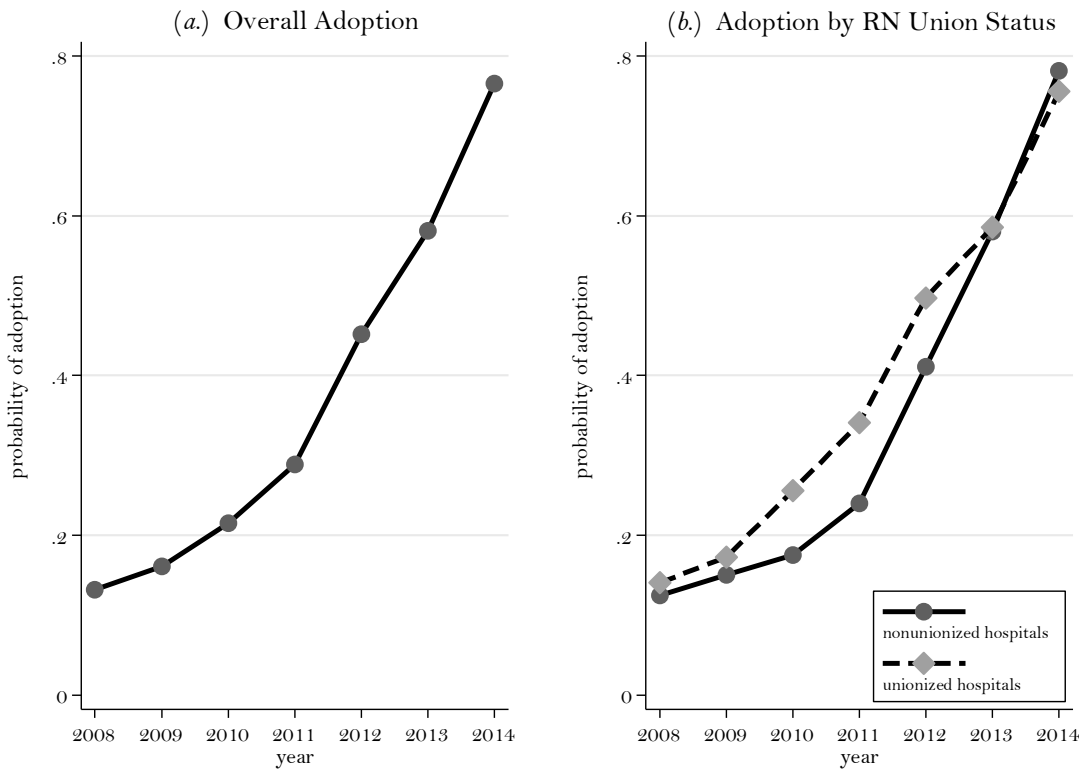 (a.) Overall Adoption
probability of adoption
.8
.6
.4
.2
0
2008 2009 2010 2011 2012 2013 2014
year
(b.) Adoption by RN Union Status
probability of adoption
.8
.6
.4
.2
0
nonunionized hospitals
unionized hospitals
2008 2009 2010 2011 2012 2013 2014
year